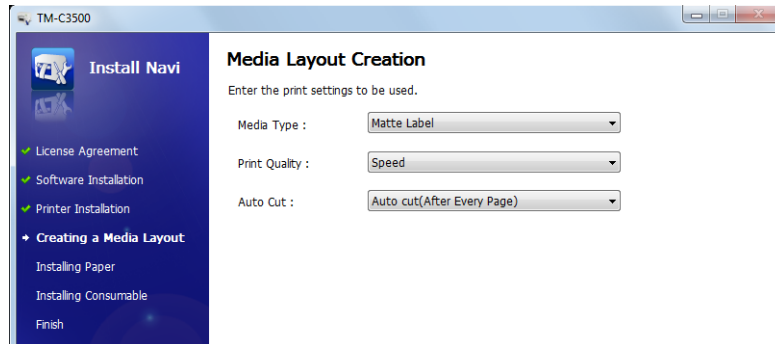 TM-C3500
Install Navi
License Agreement
Software Installation
Printer Installation
Creating a Media Layout
Installing Paper
Installing Consumable
Finish
Media Layout Creation
Enter the print settings to be used.
Media Type : Matte Label
Print Quality : Speed
Auto Cut : Auto cut(After Every Page)